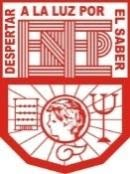 DESPERTAR A LA LUZ POR EL SABER
ENP